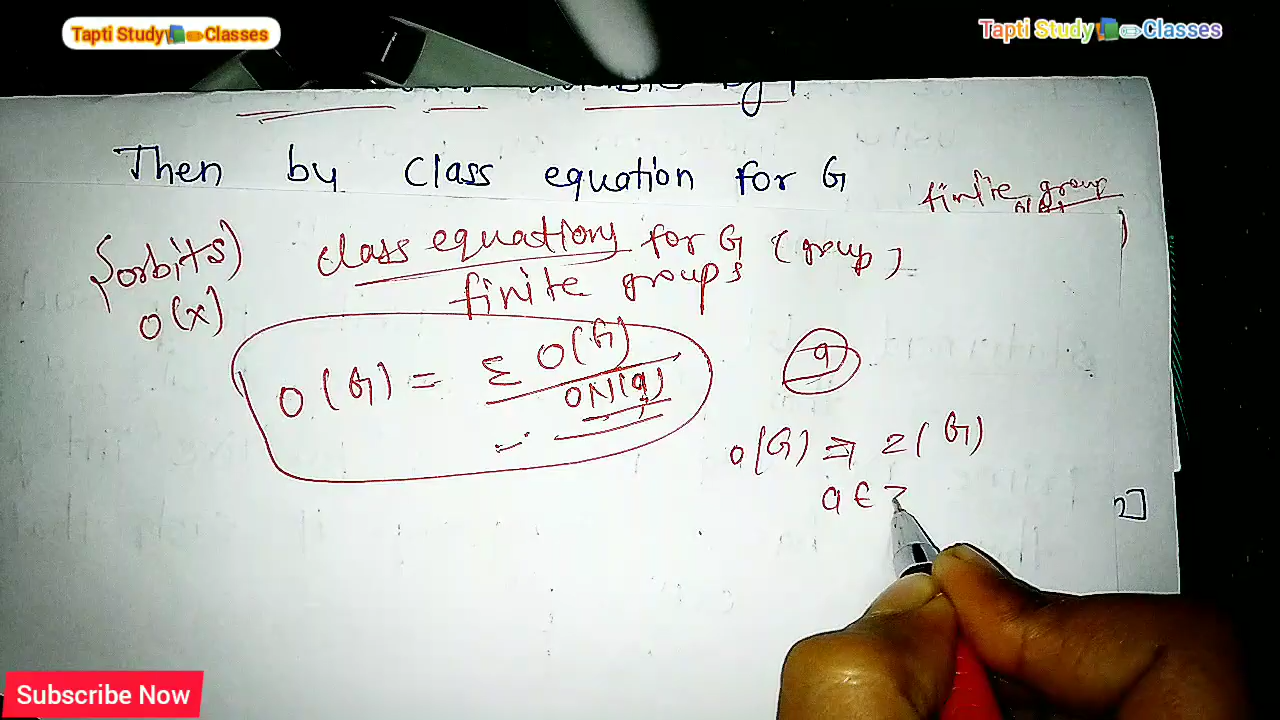 Tapti Study Classes
Tapti Study Classes
Then by Class equation for G
finite group
{orbits) class equations for G (group)
O(x) finite groups
O(G) = Σ O(G)
ON(a)
a
O(G) ⇒ Z(G)
a ∈ Z
Subscribe Now